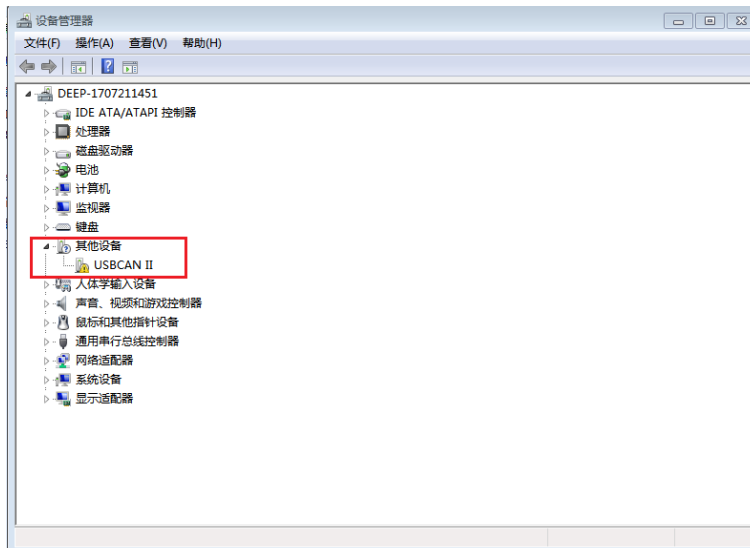 设备管理器
文件(F) 操作(A) 查看(V) 帮助(H)
DEEP-1707211451
IDE ATA/ATAPI 控制器
处理器
磁盘驱动器
电池
计算机
监视器
键盘
其他设备
USBCAN II
人体学输入设备
声音、视频和游戏控制器
鼠标和其他指针设备
通用串行总线控制器
网络适配器
系统设备
显示适配器